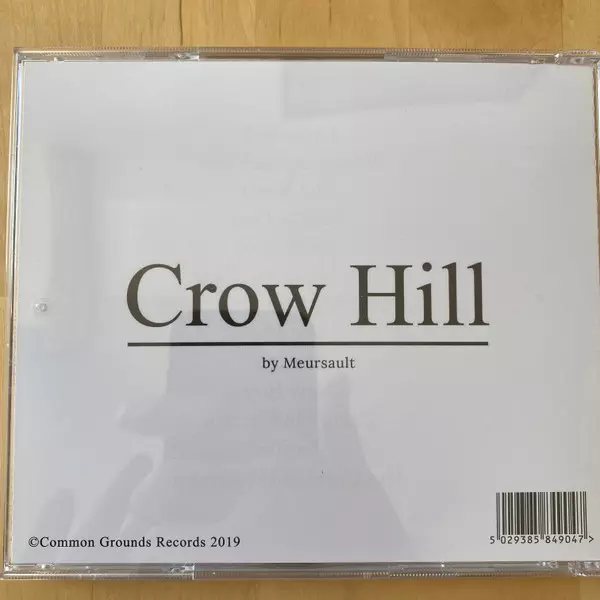 Crow Hill
by Meursault
5 029385 849047 >
©Common Grounds Records 2019